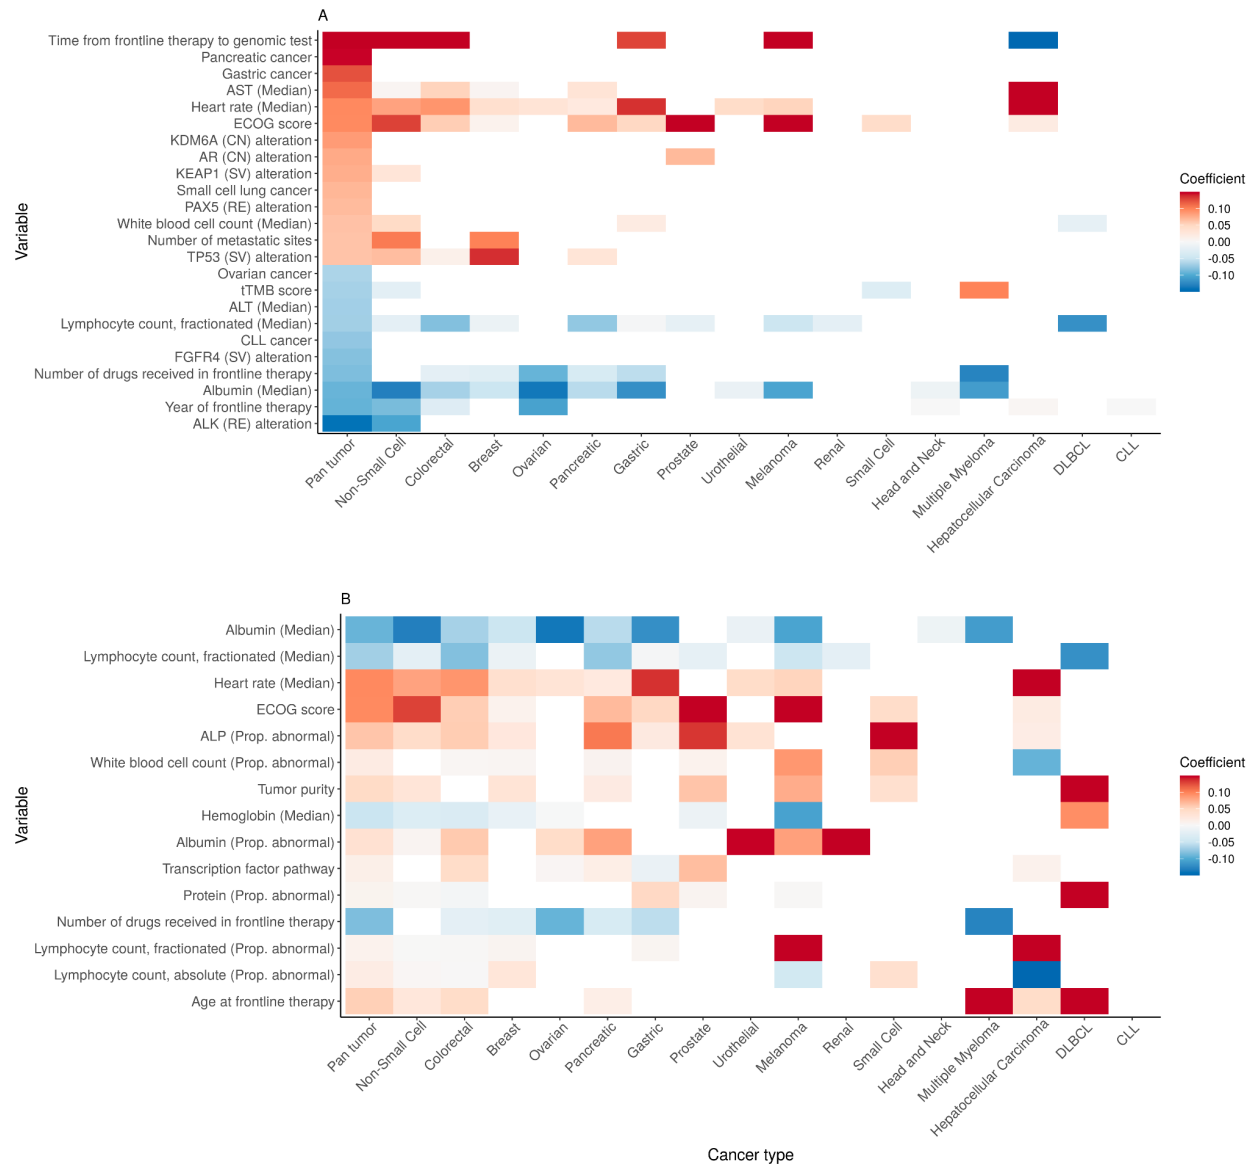 A
Variable
Time from frontline therapy to genomic test
Pancreatic cancer
Gastric cancer
AST (Median)
Heart rate (Median)
ECOG score
KDM6A (CN) alteration
AR (CN) alteration
KEAP1 (SV) alteration
Small cell lung cancer
PAX5 (RE) alteration
White blood cell count (Median)
Number of metastatic sites
TP53 (SV) alteration
Ovarian cancer
tTMB score
ALT (Median)
Lymphocyte count, fractionated (Median)
CLL cancer
FGFR4 (SV) alteration
Number of drugs received in frontline therapy
Albumin (Median)
Year of frontline therapy
ALK (RE) alteration
Pan tumor
Non-Small Cell
Colorectal
Breast
Ovarian
Pancreatic
Gastric
Prostate
Urothelial
Melanoma
Renal
Small Cell
Head and Neck
Multiple Myeloma
Hepatocellular Carcinoma
DLBCL
CLL
Coefficient
0.10
0.05
0.00
-0.05
-0.10
B
Variable
Albumin (Median)
Lymphocyte count, fractionated (Median)
Heart rate (Median)
ECOG score
ALP (Prop. abnormal)
White blood cell count (Prop. abnormal)
Tumor purity
Hemoglobin (Median)
Albumin (Prop. abnormal)
Transcription factor pathway
Protein (Prop. abnormal)
Number of drugs received in frontline therapy
Lymphocyte count, fractionated (Prop. abnormal)
Lymphocyte count, absolute (Prop. abnormal)
Age at frontline therapy
Pan tumor
Non-Small Cell
Colorectal
Breast
Ovarian
Pancreatic
Gastric
Prostate
Urothelial
Melanoma
Renal
Small Cell
Head and Neck
Multiple Myeloma
Hepatocellular Carcinoma
DLBCL
CLL
Coefficient
0.10
0.05
0.00
-0.05
-0.10
Cancer type